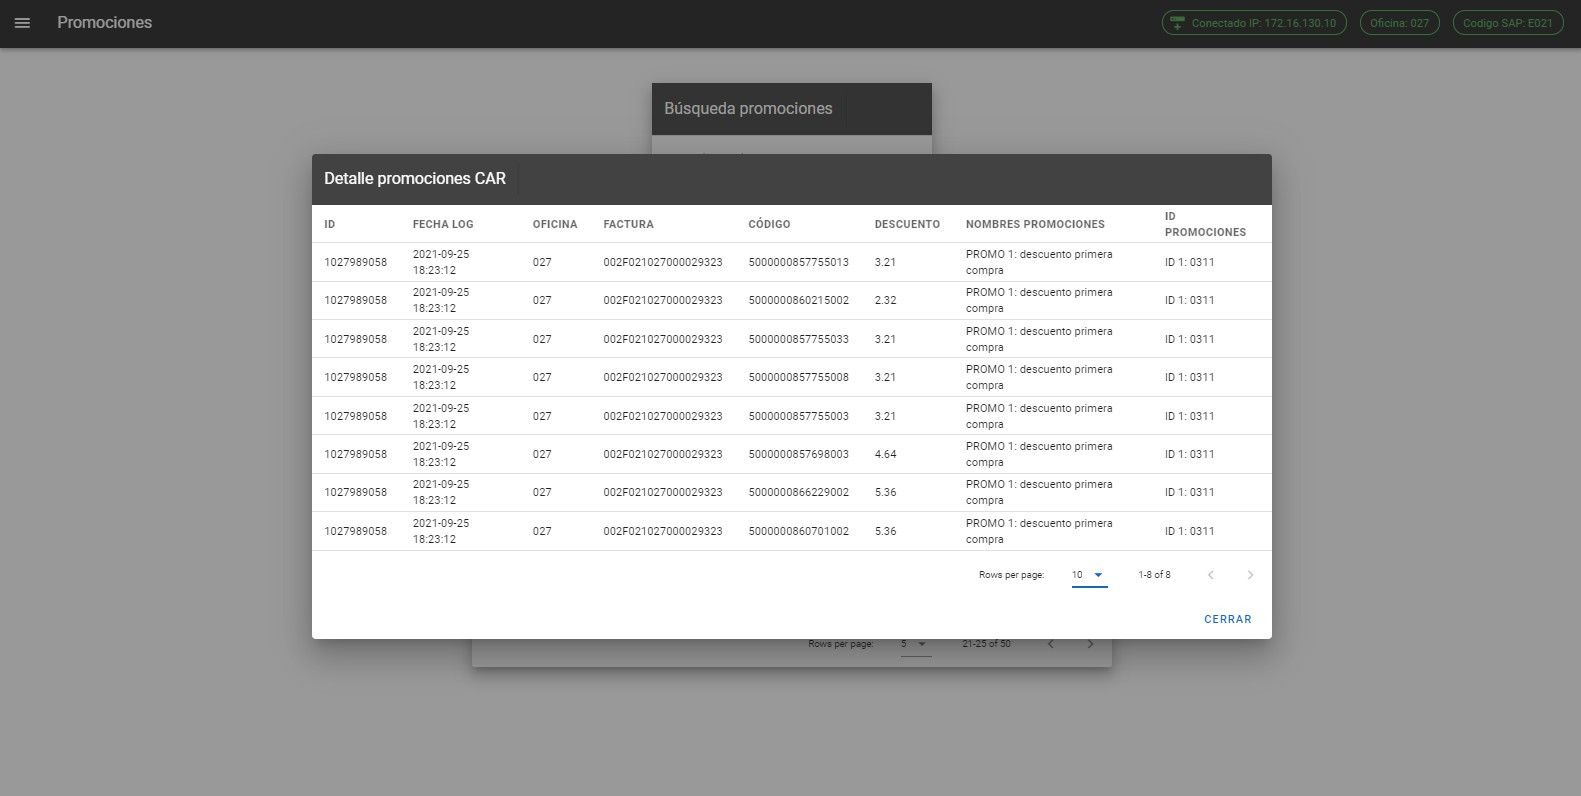 Promociones
Conectado IP: 172.16.130.10
Oficina: 027
Codigo SAP: E021
Búsqueda promociones
Detalle promociones CAR
ID FECHA LOG OFICINA FACTURA CÓDIGO DESCUENTO NOMBRES PROMOCIONES ID PROMOCIONES
1027989058 2021-09-25 18:23:12 027 002F021027000029323 5000000857755013 3.21 PROMO 1: descuento primera compra ID 1: 0311
1027989058 2021-09-25 18:23:12 027 002F021027000029323 5000000860215002 2.32 PROMO 1: descuento primera compra ID 1: 0311
1027989058 2021-09-25 18:23:12 027 002F021027000029323 5000000857755033 3.21 PROMO 1: descuento primera compra ID 1: 0311
1027989058 2021-09-25 18:23:12 027 002F021027000029323 5000000857755008 3.21 PROMO 1: descuento primera compra ID 1: 0311
1027989058 2021-09-25 18:23:12 027 002F021027000029323 5000000857755003 3.21 PROMO 1: descuento primera compra ID 1: 0311
1027989058 2021-09-25 18:23:12 027 002F021027000029323 5000000857698003 4.64 PROMO 1: descuento primera compra ID 1: 0311
1027989058 2021-09-25 18:23:12 027 002F021027000029323 5000000866229002 5.36 PROMO 1: descuento primera compra ID 1: 0311
1027989058 2021-09-25 18:23:12 027 002F021027000029323 5000000860701002 5.36 PROMO 1: descuento primera compra ID 1: 0311
Rows per page: 10 1-8 of 8
CERRAR
Rows per page: 5 21-25 of 50